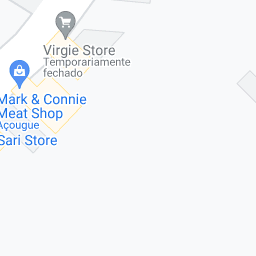 Virgie Store
Temporariamente
fechado
Mark & Connie
Meat Shop
Açougue
Sari Store